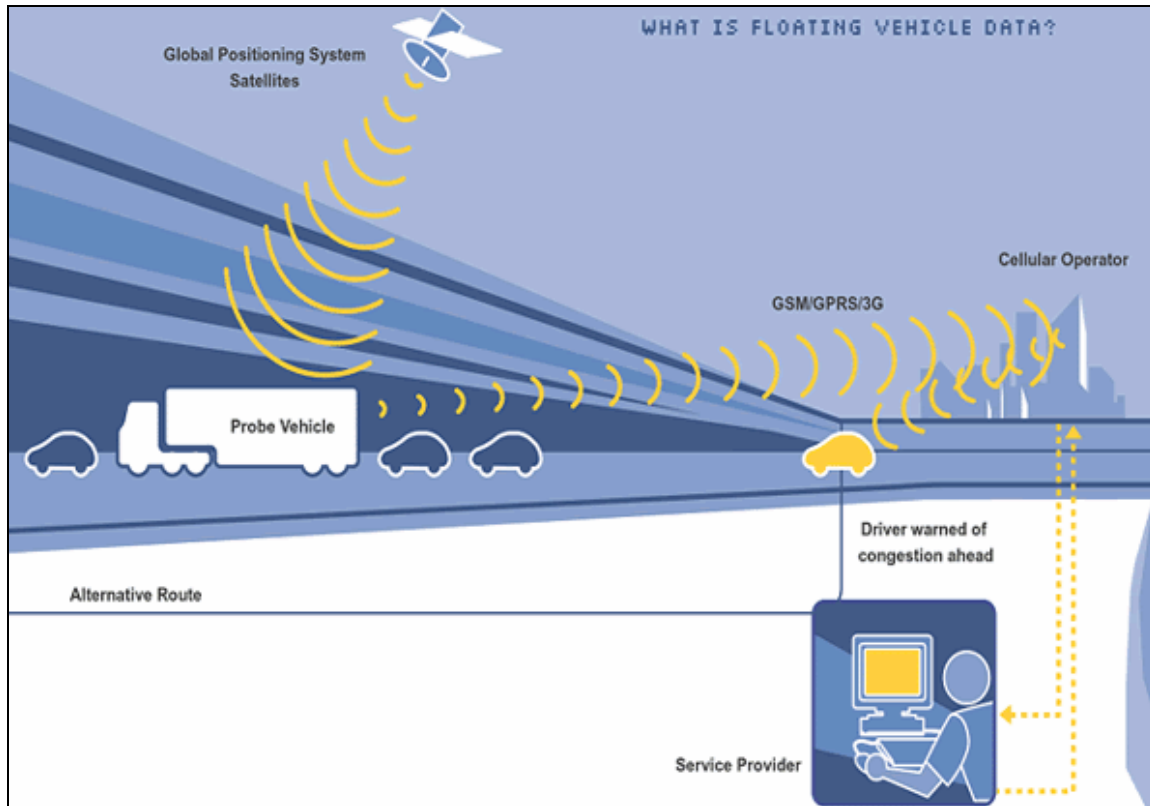 WHAT IS FLOATING VEHICLE DATA?
Global Positioning System
Satellites
Cellular Operator
GSM/GPRS/3G
Probe Vehicle
Driver warned of
congestion ahead
Alternative Route
Service Provider